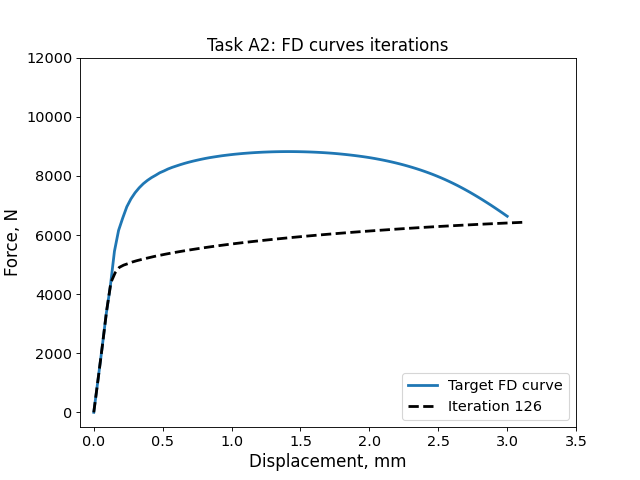 Task A2: FD curves iterations
Force, N
12000
10000
8000
6000
4000
2000
0
0.0 0.5 1.0 1.5 2.0 2.5 3.0 3.5
Displacement, mm
Target FD curve
Iteration 126